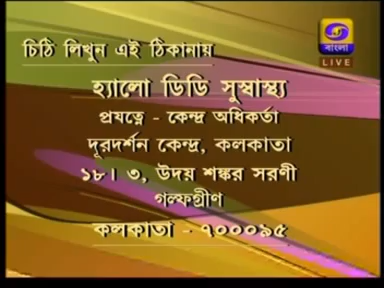 চিঠি লিখুন এই ঠিকানায়
বাংলা
LIVE
হ্যালো ডিডি সুস্বাস্থ্য
প্রযত্নে - কেন্দ্র অধিকর্তা
দূরদর্শন কেন্দ্র, কলকাতা
১৮। ৩, উদয় শঙ্কর সরণী
গল্ফগ্রীণ
কলকাতা - ৭০০০৯৫